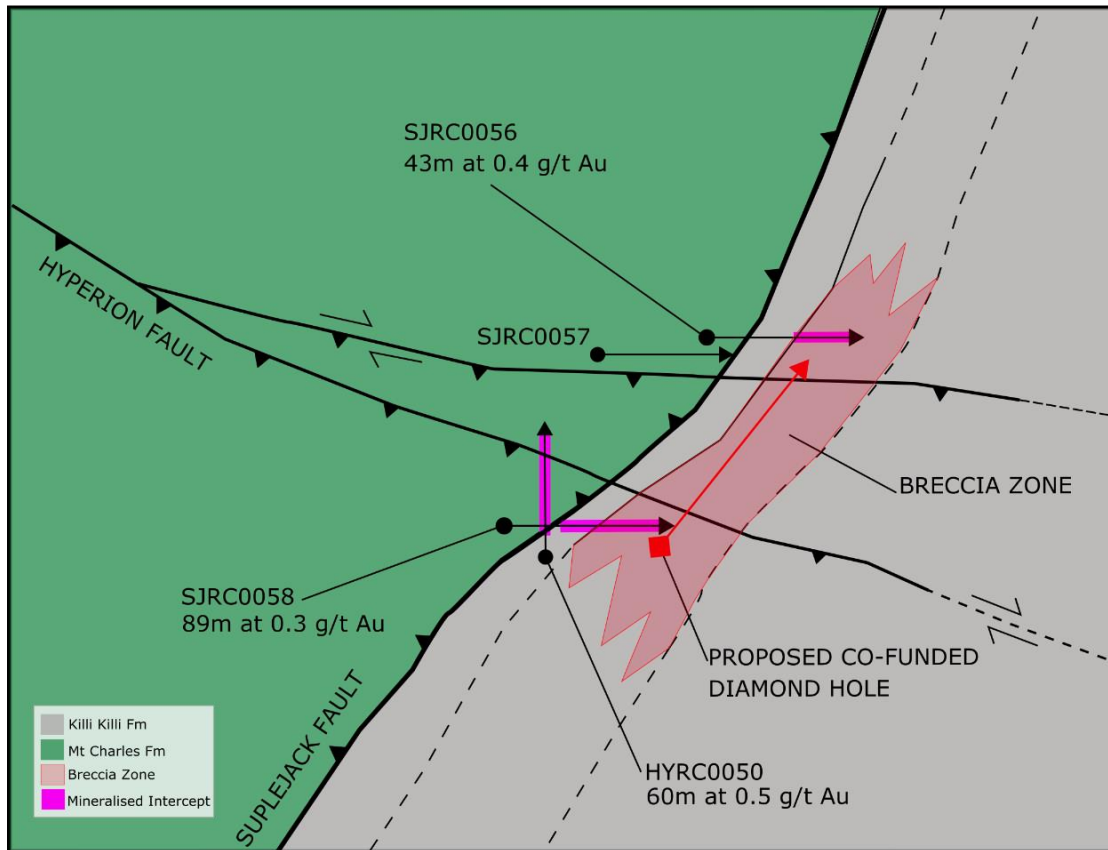 SJRC0056
43m at 0.4 g/t Au
HYPERION FAULT
SJRC0057
BRECCIA ZONE
SJRC0058
89m at 0.3 g/t Au
PROPOSED CO-FUNDED
DIAMOND HOLE
SUPLEJACK FAULT
HYRC0050
60m at 0.5 g/t Au
Killi Killi Fm
Mt Charles Fm
Breccia Zone
Mineralised Intercept